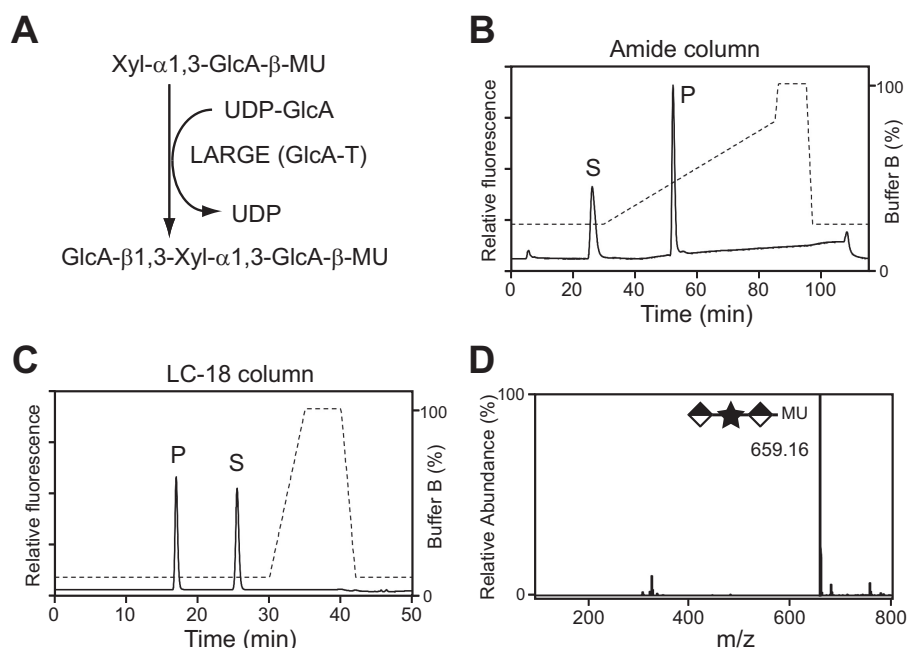 A
Xyl-α1,3-GlcA-β-MU
UDP-GlcA
LARGE (GlcA-T)
UDP
GlcA-β1,3-Xyl-α1,3-GlcA-β-MU
B
Amide column
Relative fluorescence
S
P
100
0
Buffer B (%)
0 20 40 60 80 100
Time (min)
C
LC-18 column
Relative fluorescence
P
S
100
0
Buffer B (%)
0 10 20 30 40 50
Time (min)
D
Relative Abundance (%)
100
0
MU
659.16
200 400 600 800
m/z